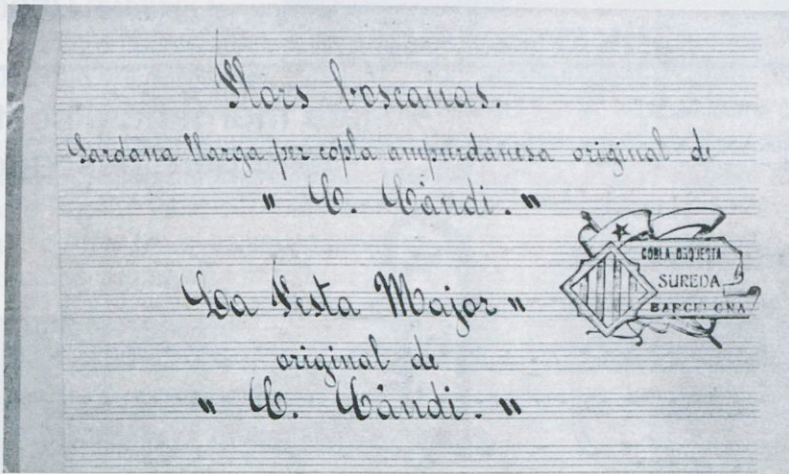 Flors boscanas.
Sardana llarga per copla ampurdanesa original de
" C. Càndi. "
COBLA ORQUESTA
SUREDA
BARCELONA
La Festa Major "
original de
" C. Càndi. "